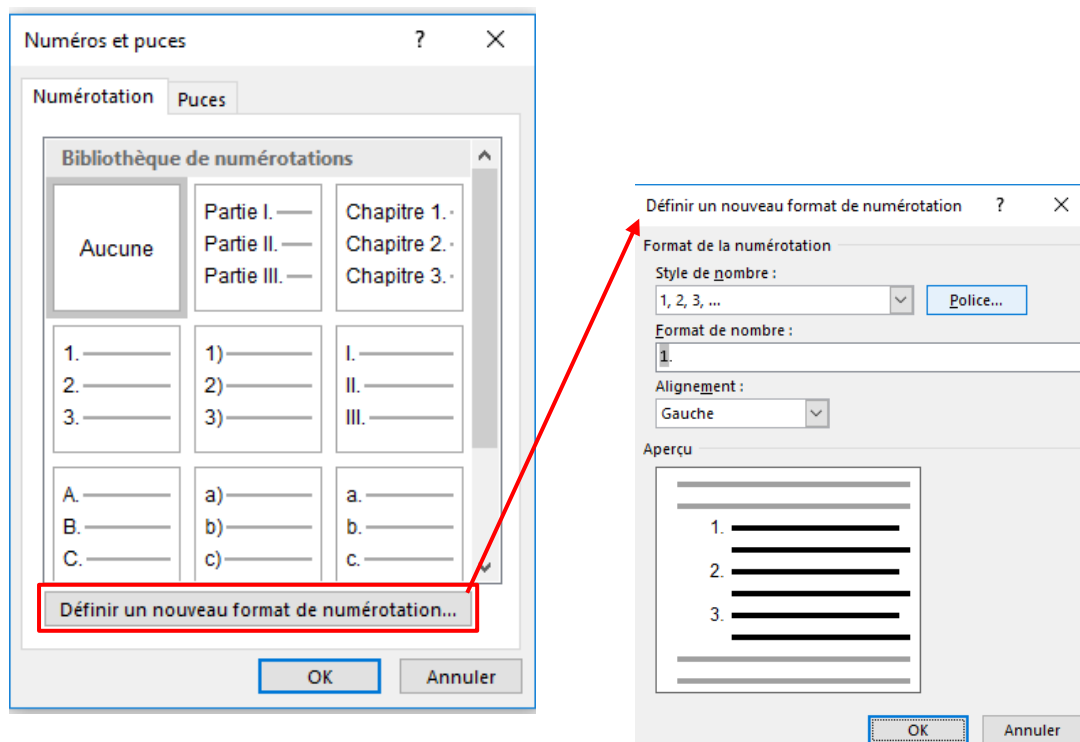 Numéros et puces ? ×
Numérotation Puces
Bibliothèque de numérotations
Aucune
Partie I.
Partie II.
Partie III.
Chapitre 1.
Chapitre 2.
Chapitre 3.
1.
2.
3.
1)
2)
3)
I.
II.
III.
A.
B.
C.
a)
b)
c)
a.
b.
c.
Définir un nouveau format de numérotation...
OK Annuler
Définir un nouveau format de numérotation ? ×
Format de la numérotation
Style de nombre :
1, 2, 3, ... Police...
Format de nombre :
1.
Alignement :
Gauche
Aperçu
1.
2.
3.
OK Annuler